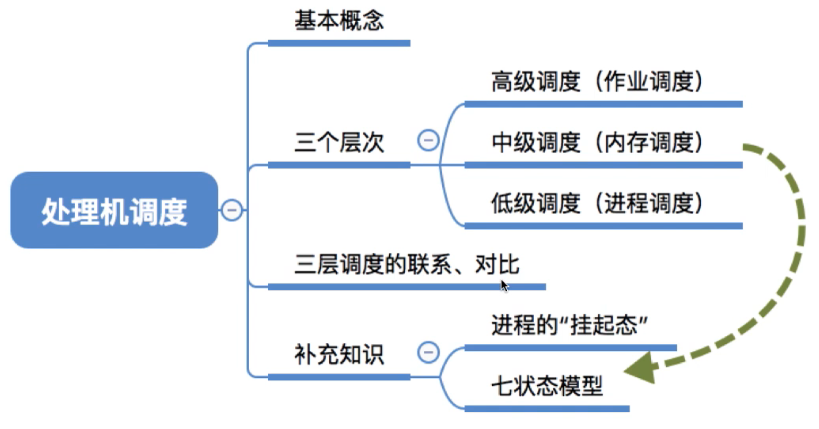 处理机调度
基本概念
三个层次
高级调度（作业调度）
中级调度（内存调度）
低级调度（进程调度）
三层调度的联系、对比
补充知识
进程的“挂起态”
七状态模型